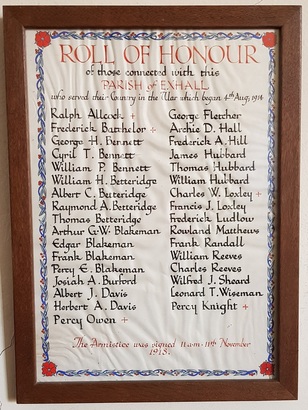 ROLL OF HONOUR
of those connected with this
PARISH of EXHALL
who served their Country in the War which began 4th Aug, 1914
Ralph Allcock +
Frederick Batchelor +
George H. Bennett
Cyril T. Bennett
William P. Bennett
William H. Betteridge
Albert C. Betteridge
Raymond A. Betteridge
Thomas Betteridge
Arthur G.W. Blakeman
Edgar Blakeman
Frank Blakeman
Percy E. Blakeman
Josiah A. Burford
Albert J. Davis
Herbert A. Davis
Percy Owen +
George Fletcher
Archie D. Hall
Frederick A. Hill
James Hubbard
Thomas Hubbard
William Hubbard
Charles W. Loxley +
Francis J. Loxley
Frederick Ludlow
Rowland Matthews
Frank Randall
William Reeves
Charles Reeves
Wilfred J. Sheard
Leonard T. Wiseman
Percy Knight +
The Armistice was signed 11 a.m. 11th November
1918.